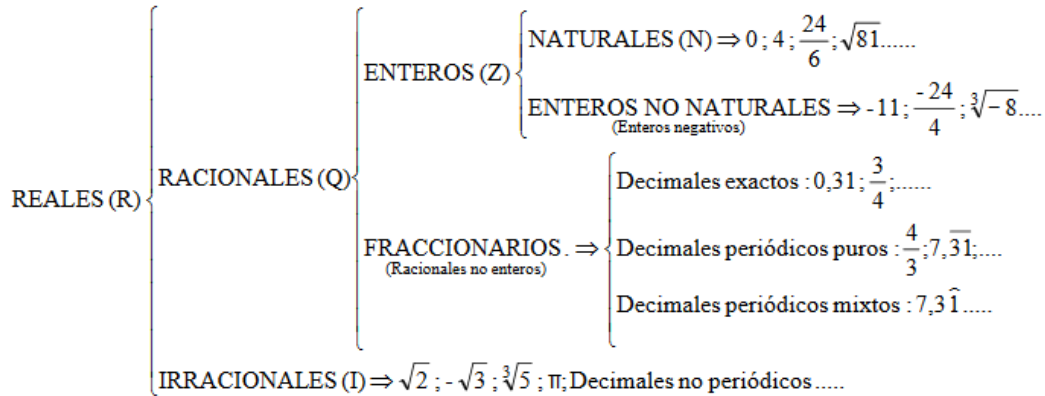 NATURALES (N) ⇒ 0 ; 4 ; 24/6 ; √81......
ENTEROS (Z)
ENTEROS NO NATURALES ⇒ -11 ; -24/4 ; ∛-8....
(Enteros negativos)
REALES (R)
RACIONALES (Q)
Decimales exactos : 0,31 ; 3/4 ;......
FRACCIONARIOS. ⇒
(Racionales no enteros)
Decimales periódicos puros : 4/3 ; 7,3̅1̅;....
Decimales periódicos mixtos : 7,31̂.....
IRRACIONALES (I) ⇒ √2 ; -√3 ; ∛5 ; π; Decimales no periódicos.....